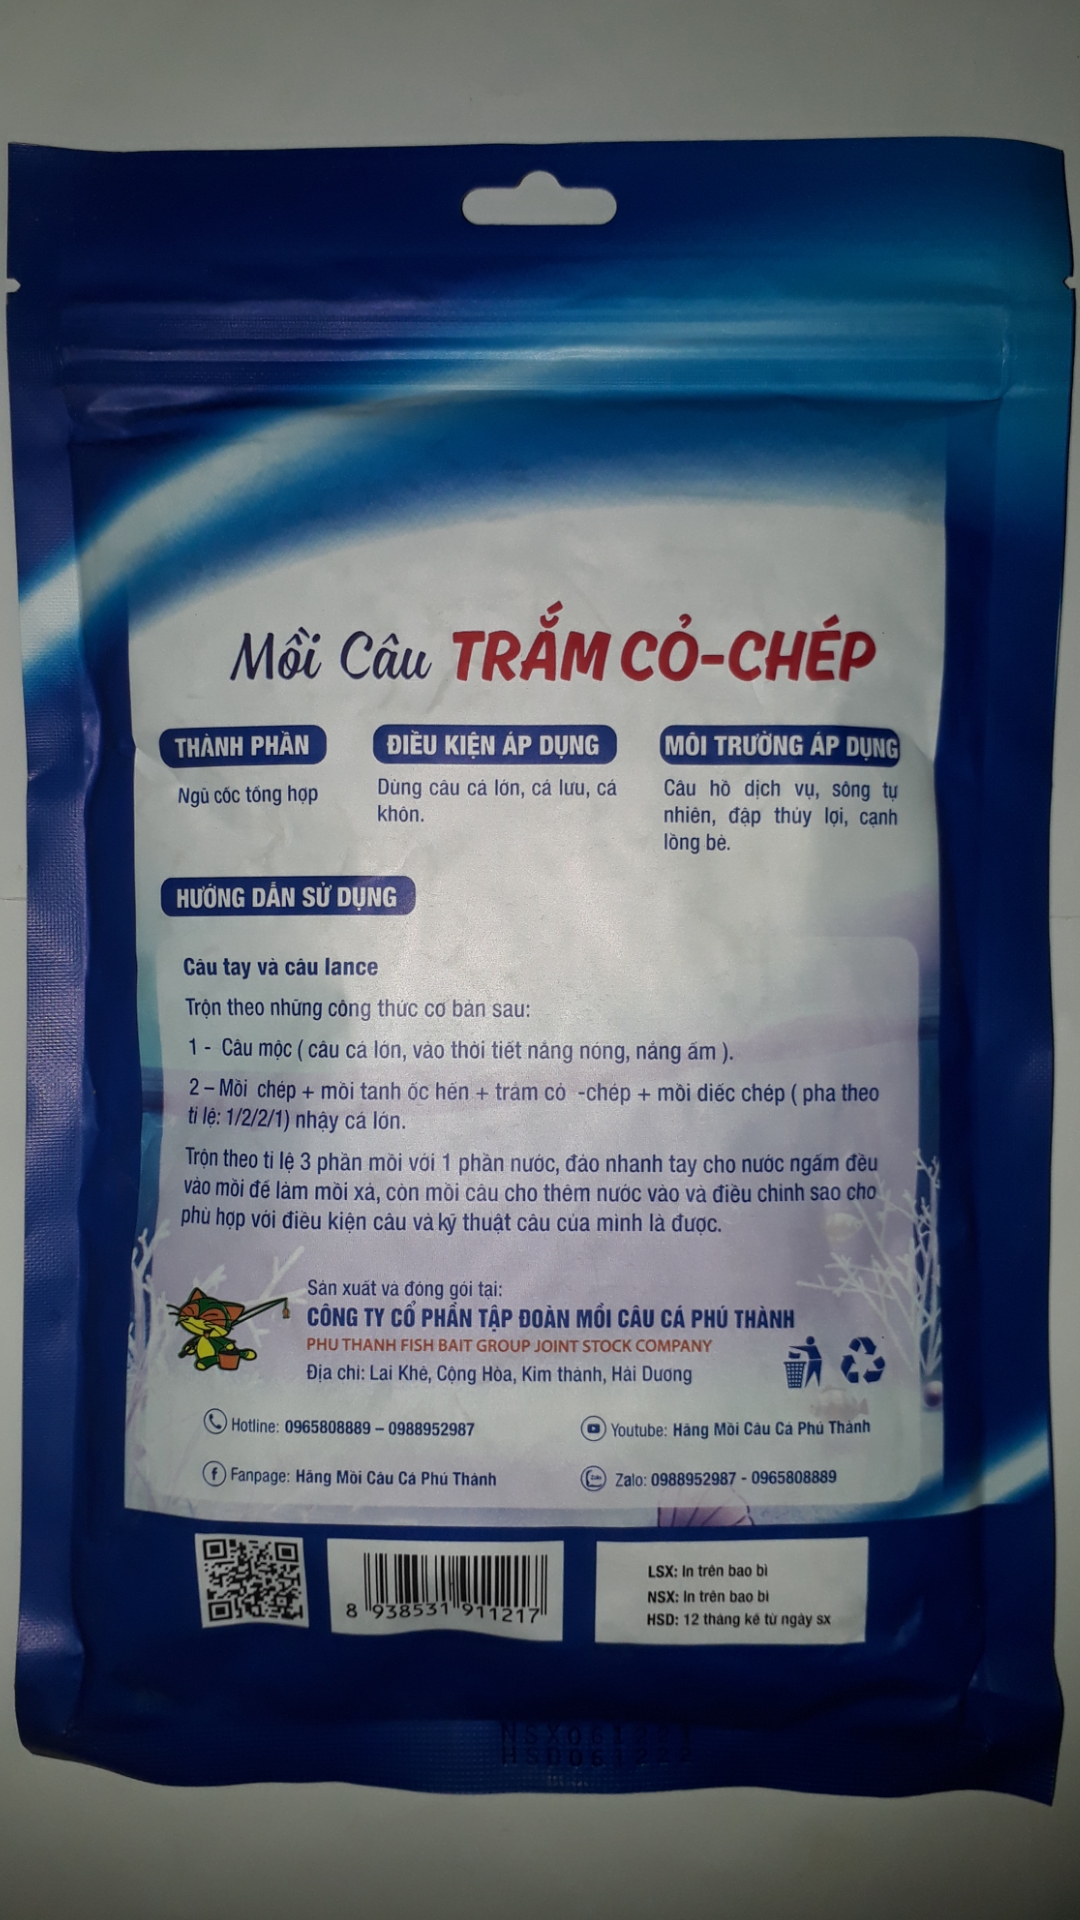 Mồi Câu TRẮM CỎ-CHÉP
THÀNH PHẦN
Ngũ cốc tổng hợp
ĐIỀU KIỆN ÁP DỤNG
Dùng câu cá lớn, cá lưu, cá
khôn.
MÔI TRƯỜNG ÁP DỤNG
Câu hồ dịch vụ, sông tự
nhiên, đập thủy lợi, cạnh
lồng bè.
HƯỚNG DẪN SỬ DỤNG
Câu tay và câu lance
Trộn theo những công thức cơ bản sau:
1 - Câu mộc ( câu cá lớn, vào thời tiết nắng nóng, nắng ấm ).
2 – Mồi chép + mồi tanh ốc hến + trắm cỏ -chép + mồi diếc chép ( pha theo
tỉ lệ: 1/2/2/1) nhậy cá lớn.
Trộn theo tỉ lệ 3 phần mồi với 1 phần nước, đảo nhanh tay cho nước ngấm đều
vào mồi để làm mồi xả, còn mồi câu cho thêm nước vào và điều chỉnh sao cho
phù hợp với điều kiện câu và kỹ thuật câu của mình là được.
Sản xuất và đóng gói tại:
CÔNG TY CỔ PHẦN TẬP ĐOÀN MỒI CÂU CÁ PHÚ THÀNH
PHU THANH FISH BAIT GROUP JOINT STOCK COMPANY
Địa chỉ: Lai Khê, Cộng Hòa, Kim thành, Hải Dương
Hotline: 0965808889 – 0988952987
Youtube: Hãng Mồi Câu Cá Phú Thành
Fanpage: Hãng Mồi Câu Cá Phú Thành
Zalo: 0988952987 - 0965808889
8 938531 911217
LSX: In trên bao bì
NSX: In trên bao bì
HSD: 12 tháng kể từ ngày sx